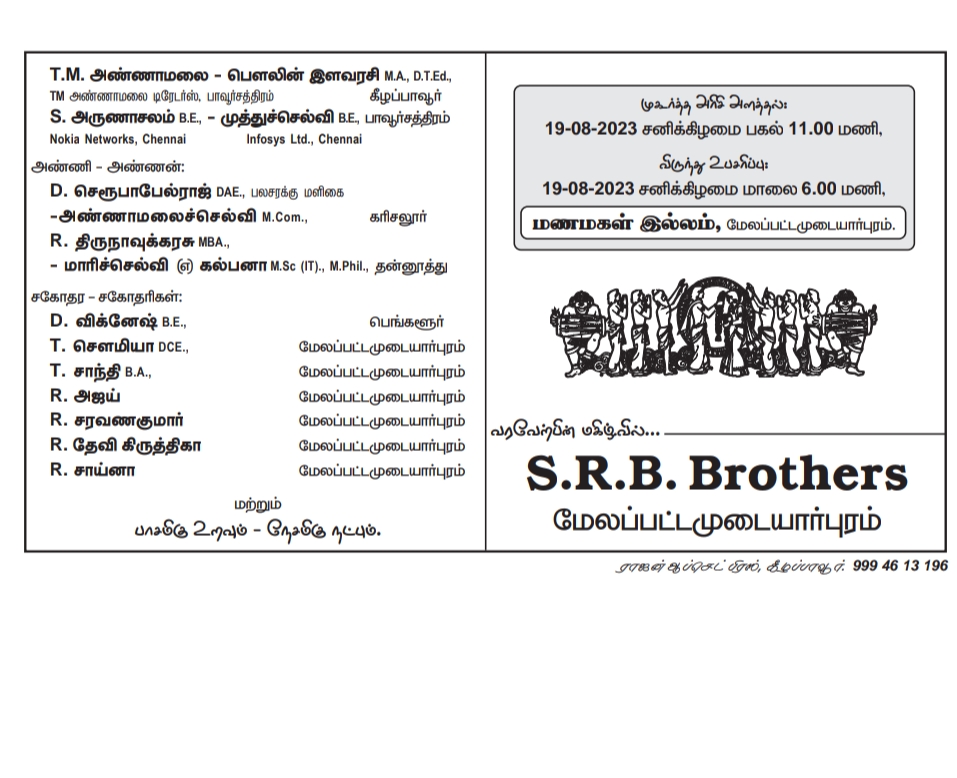 T.M. அண்ணாமலை - பௌலின் இளவரசி M.A., D.T.Ed.,
TM அண்ணாமலை டிரேடர்ஸ், பாவூர்சத்திரம் கீழப்பாவூர்
S. அருணாசலம் B.E., - முத்துச்செல்வி B.E., பாவூர்சத்திரம்
Nokia Networks, Chennai Infosys Ltd., Chennai
அண்ணி - அண்ணன்:
D. செரூபாபேல்ராஜ் DAE., பலசரக்கு மளிகை
-அண்ணாமலைச்செல்வி M.Com., கரிசலூர்
R. திருநாவுக்கரசு MBA.,
- மாரிச்செல்வி (எ) கல்பனா M.Sc (IT)., M.Phil., தன்னூத்து
சகோதர - சகோதரிகள்:
D. விக்னேஷ் B.E., பெங்களூர்
T. சௌமியா DCE., மேலப்பட்டமுடையார்புரம்
T. சாந்தி B.A., மேலப்பட்டமுடையார்புரம்
R. அஜய் மேலப்பட்டமுடையார்புரம்
R. சரவணகுமார் மேலப்பட்டமுடையார்புரம்
R. தேவி கிருத்திகா மேலப்பட்டமுடையார்புரம்
R. சாய்னா மேலப்பட்டமுடையார்புரம்
மற்றும்
பாசமிகு உறவும் - நேசமிகு நட்பும்.
முகூர்த்த அரிசி அளத்தல்:
19-08-2023 சனிக்கிழமை பகல் 11.00 மணி,
விருந்து உபசரிப்பு:
19-08-2023 சனிக்கிழமை மாலை 6.00 மணி,
மணமகள் இல்லம், மேலப்பட்டமுடையார்புரம்.
வரவேற்பின் மகிழ்வில்...
S.R.B. Brothers
மேலப்பட்டமுடையார்புரம்
ராஜன் ஆப்செட் பிரஸ், கீழப்பாவூர். 999 46 13 196